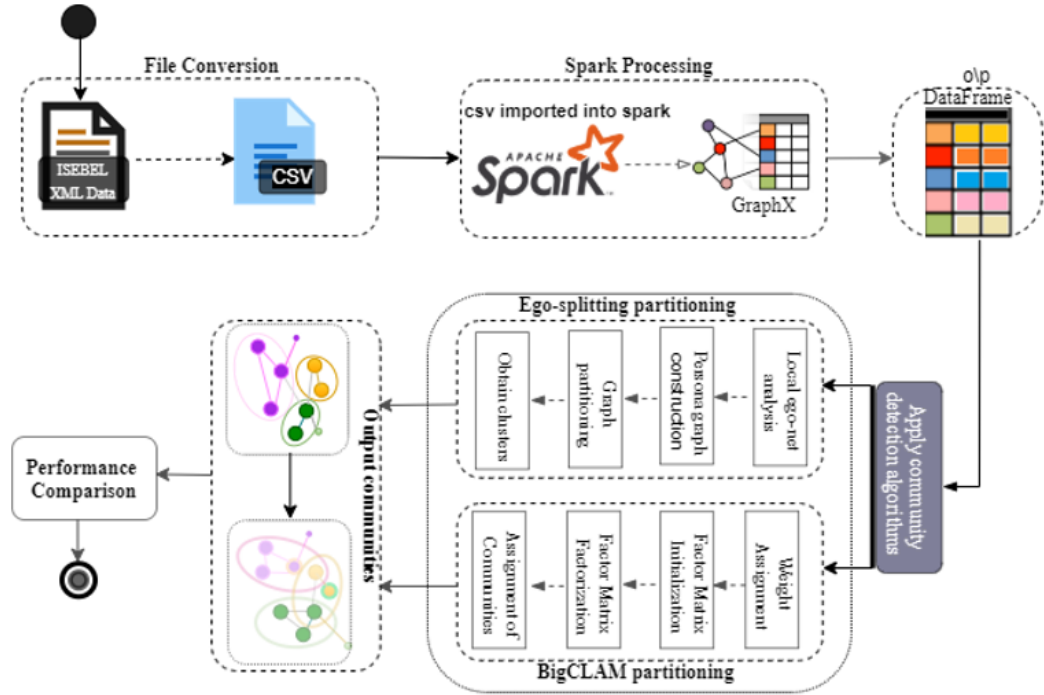 File Conversion
Spark Processing
o\p
DataFrame
csv imported into spark
ISEBEL
XML Data
CSV
APACHE
Spark
GraphX
Ego-splitting partitioning
Local ego-net
analysis
Persona graph
construction
Graph
partitioning
Obtain clusters
Apply community
detection algorithms
Output communities
Performance
Comparison
Weight
Assignment
Factor Matrix
Initialization
Factor Matrix
Factorization
Assignment of
Communities
BigCLAM partitioning